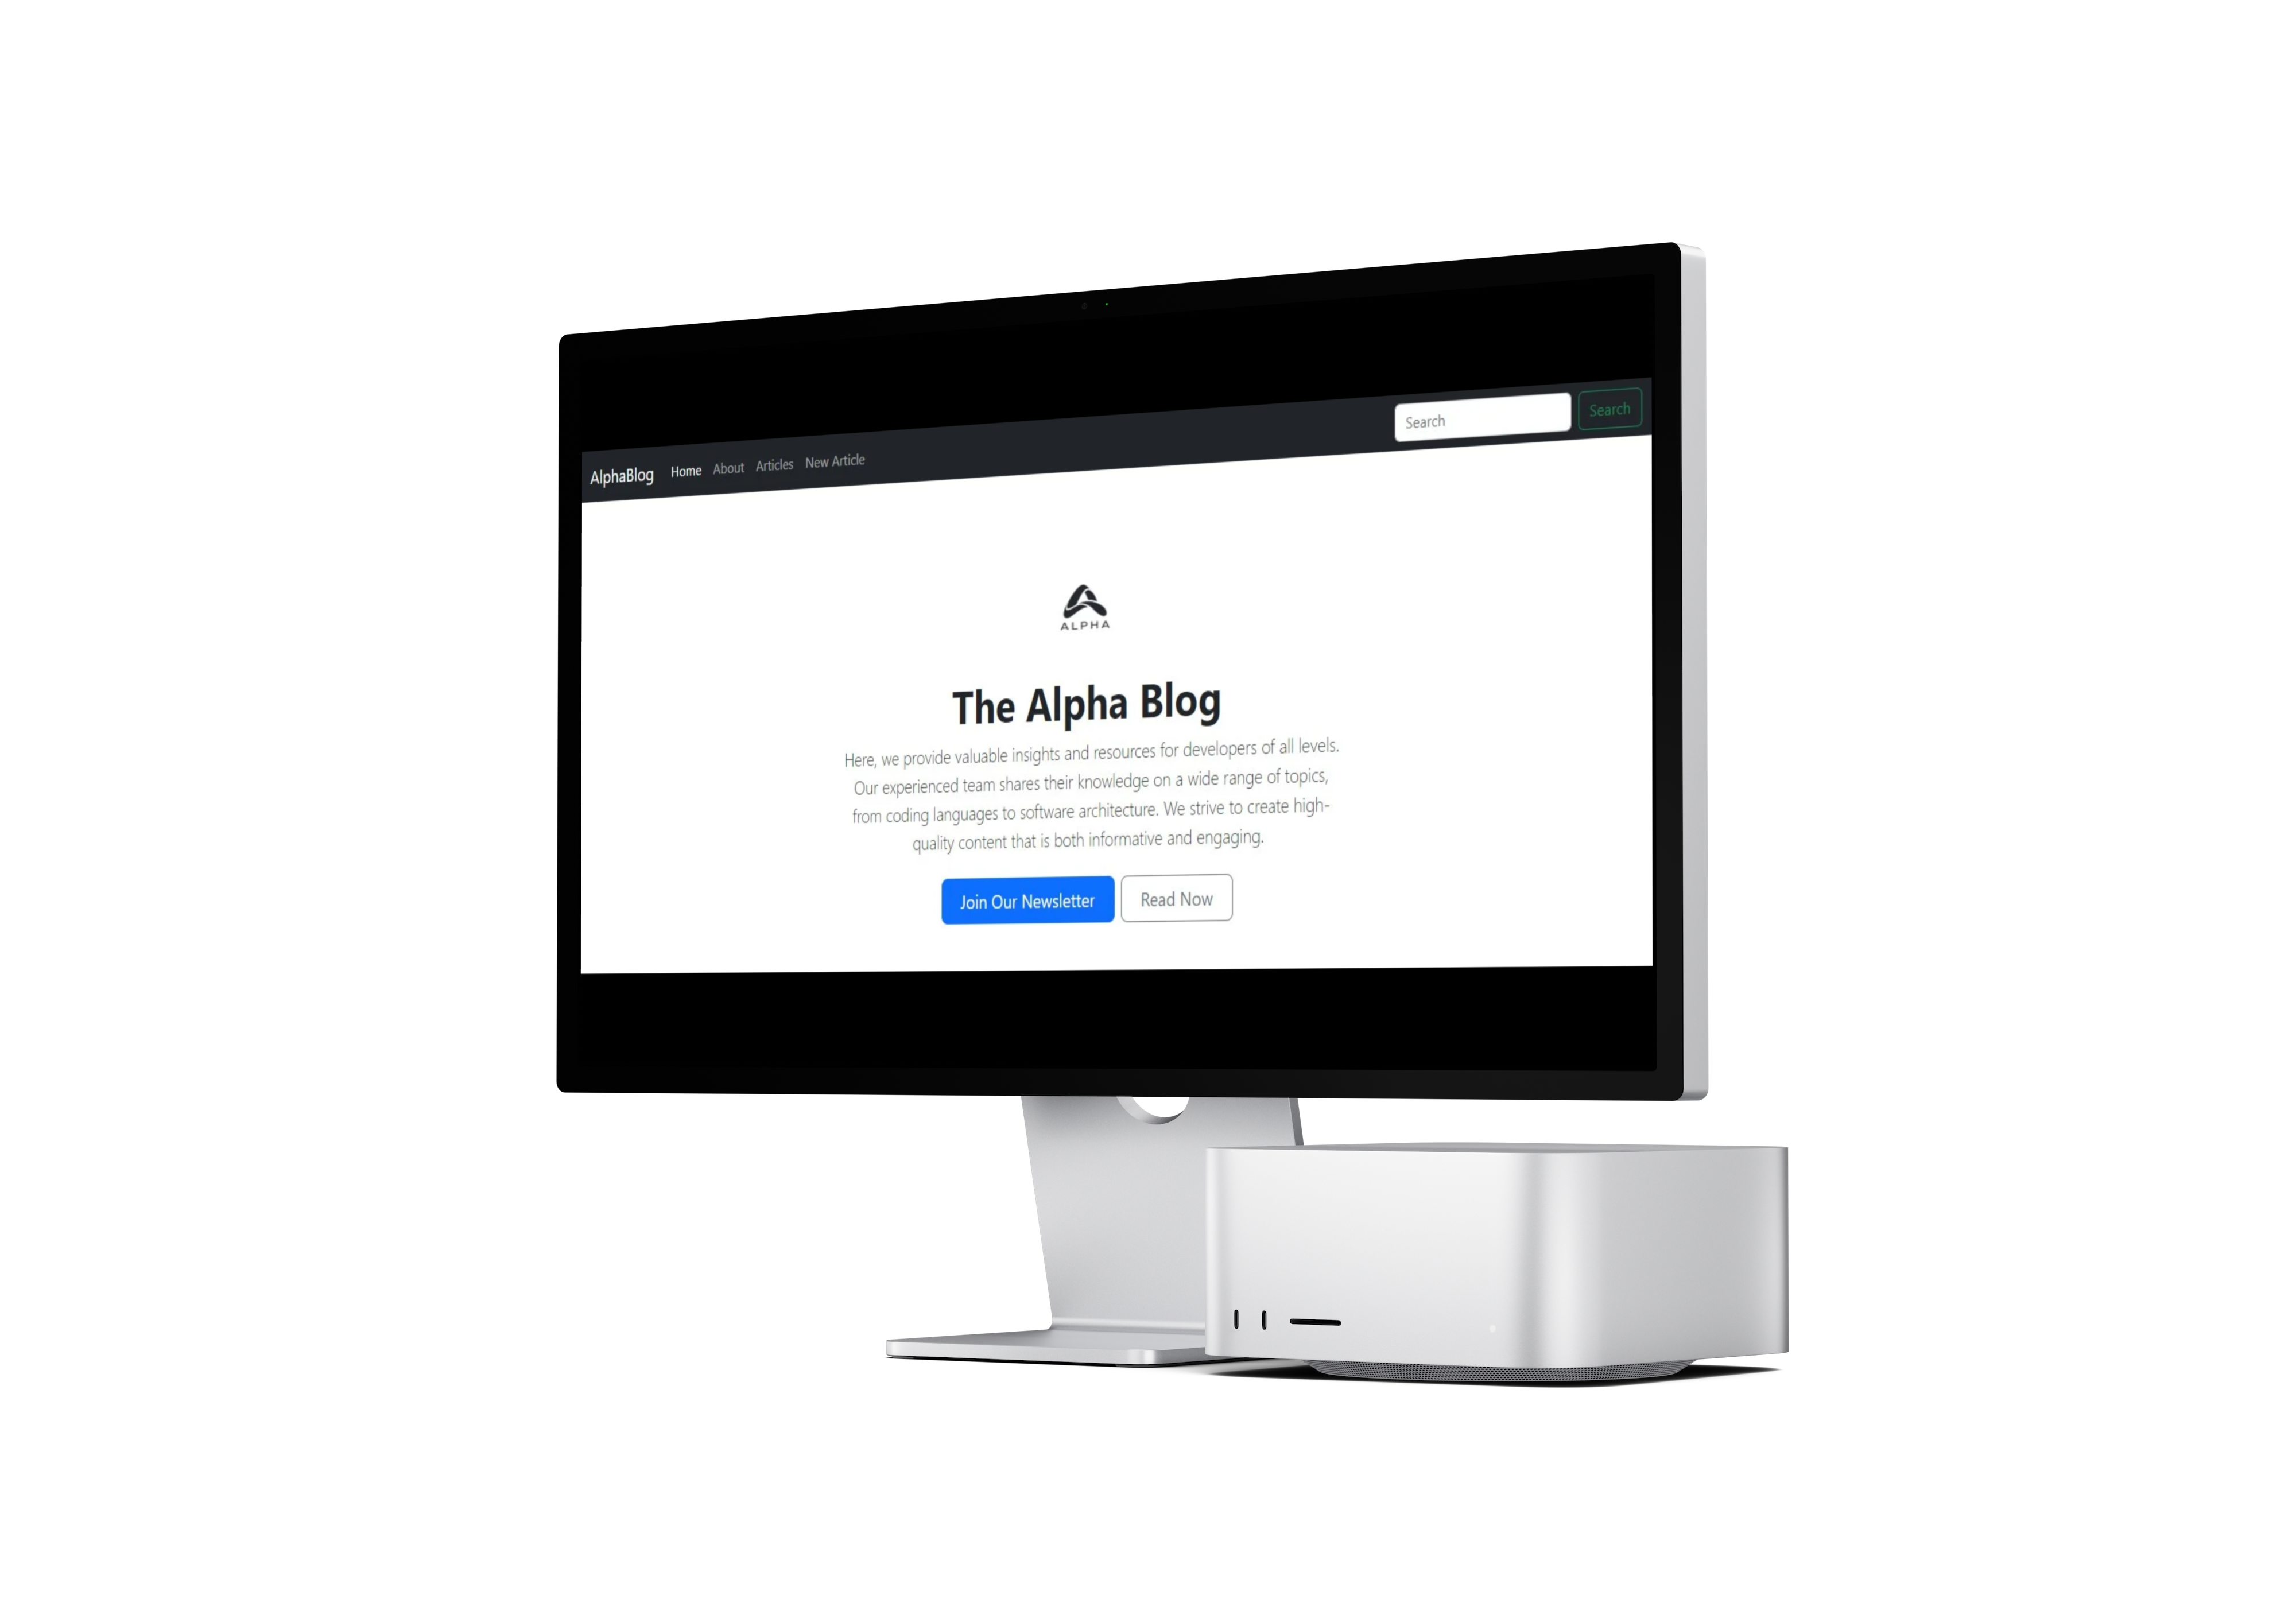 AlphaBlog Home About Articles New Article Search Search
ALPHA
The Alpha Blog
Here, we provide valuable insights and resources for developers of all levels.
Our experienced team shares their knowledge on a wide range of topics,
from coding languages to software architecture. We strive to create high-
quality content that is both informative and engaging.
Join Our Newsletter Read Now